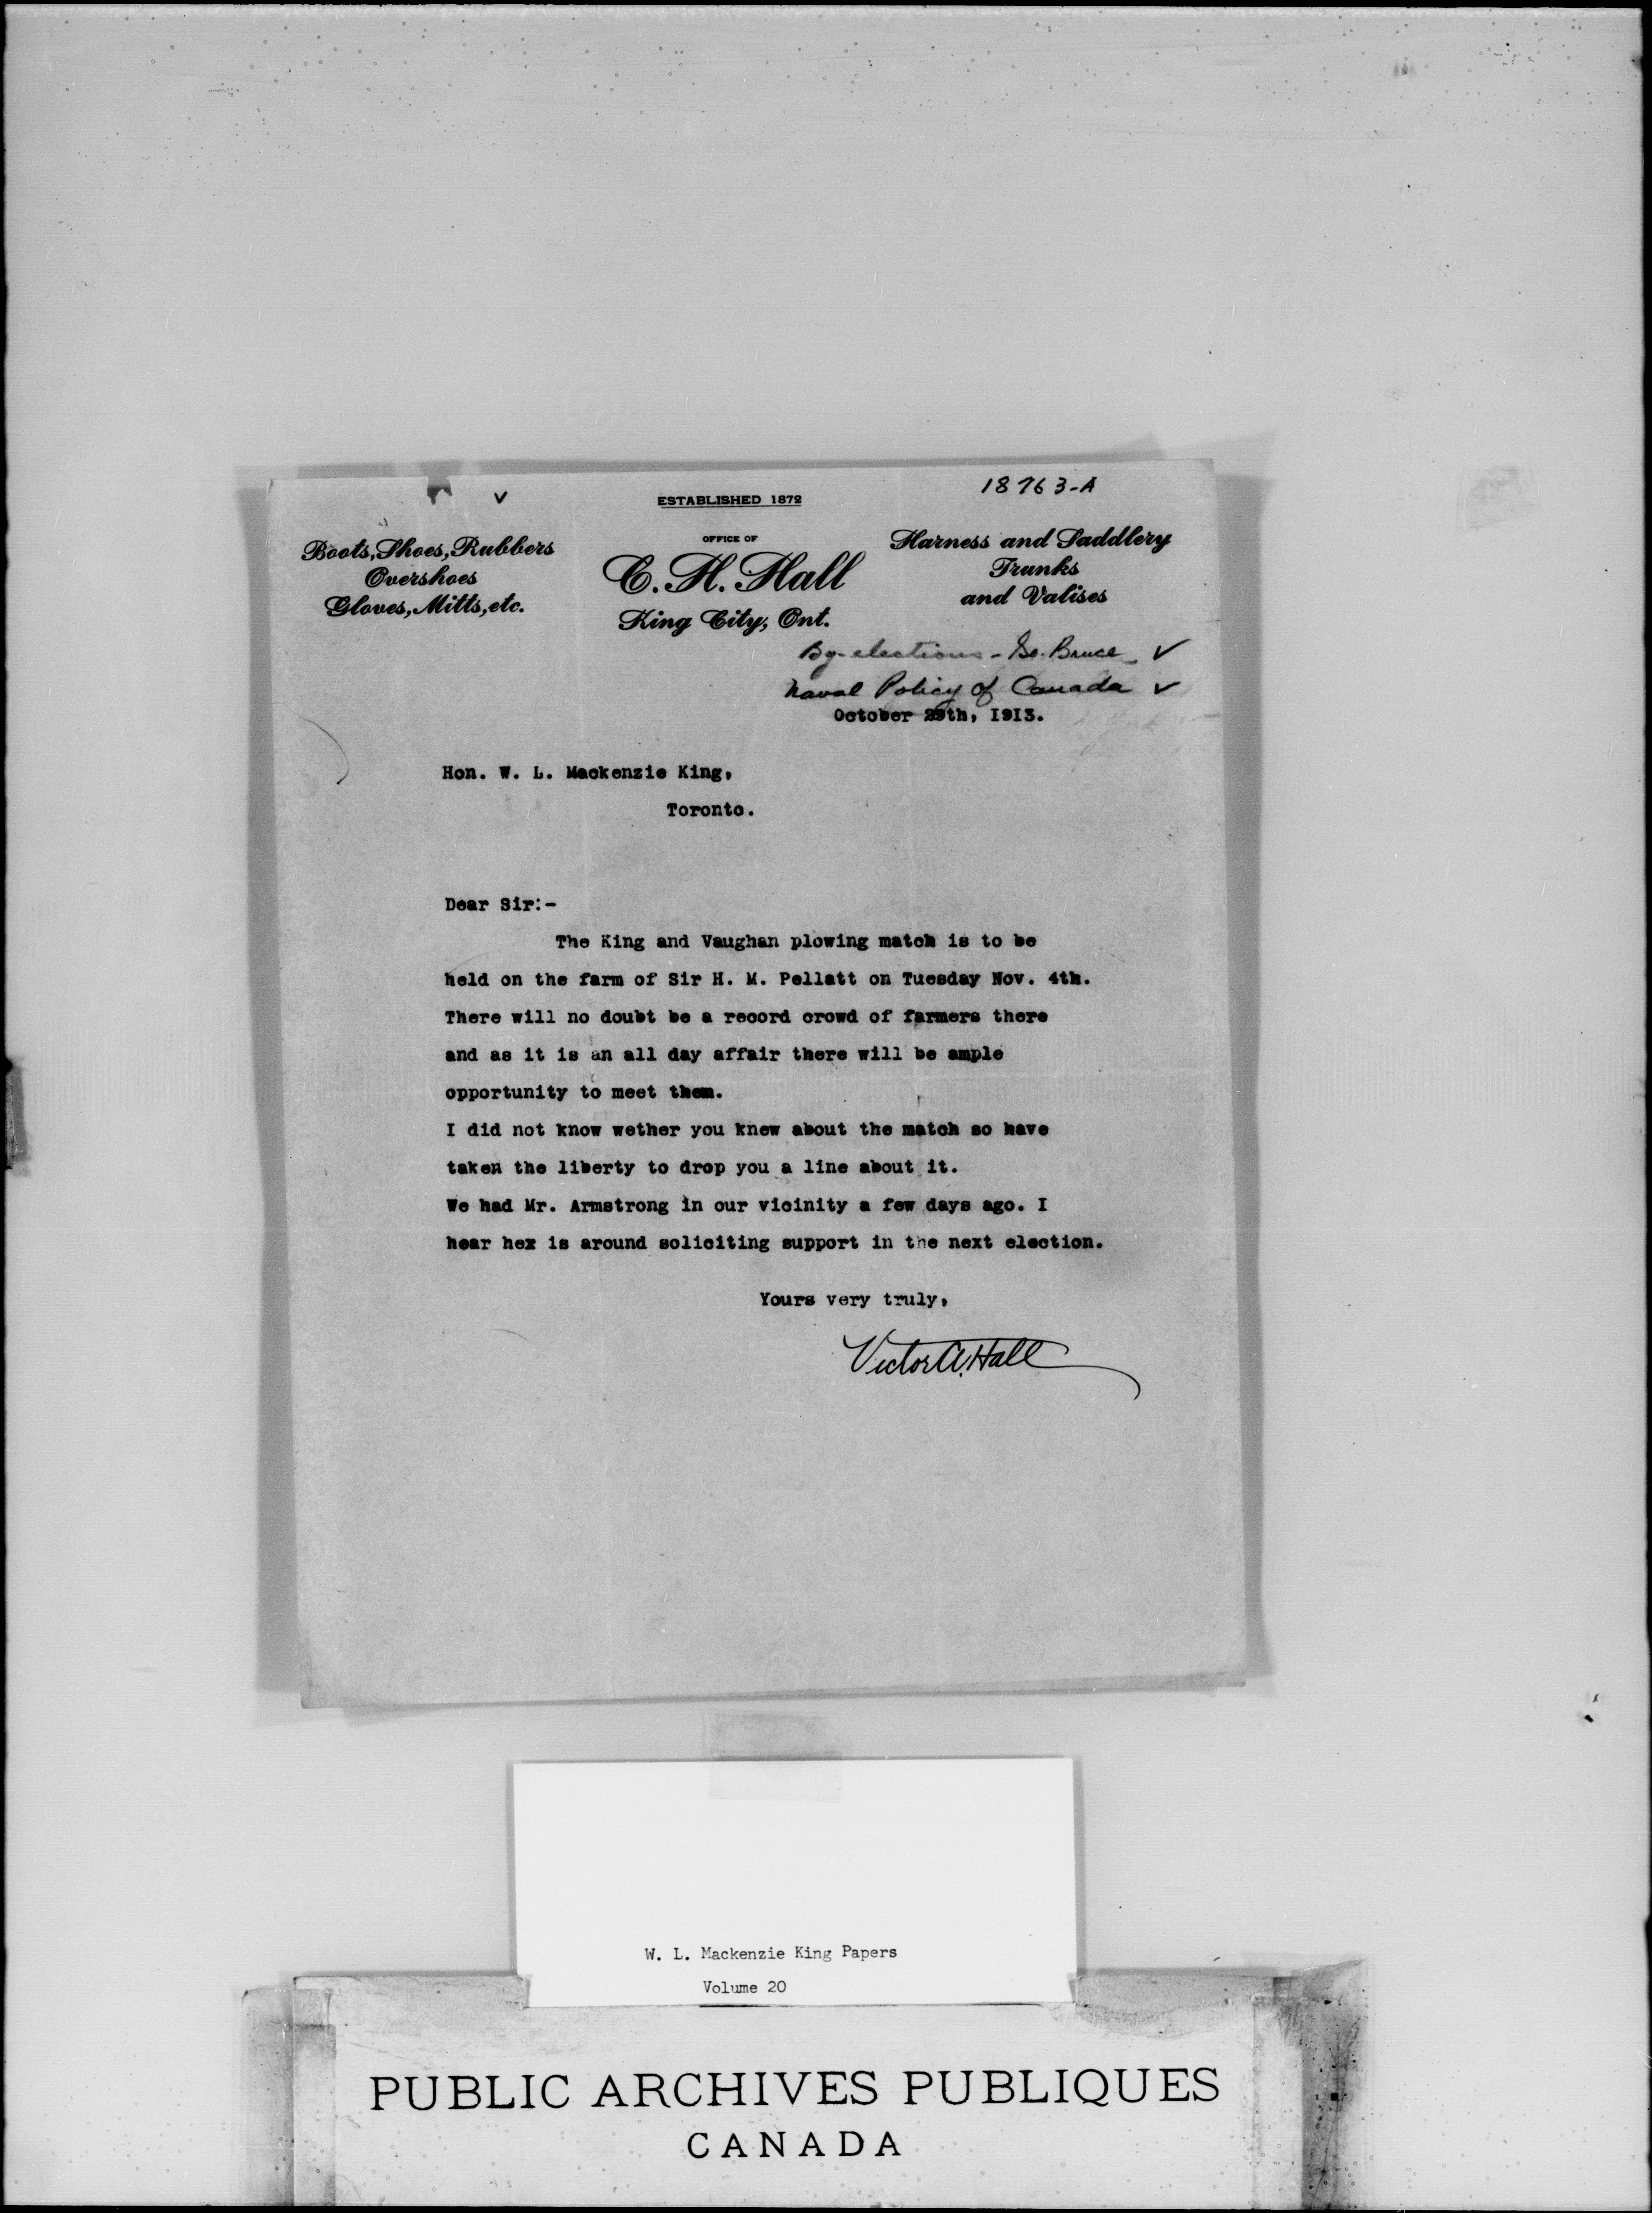 18763-A
✓
ESTABLISHED 1872
Boots, Shoes, Rubbers
Overshoes
Gloves, Mitts, etc.
OFFICE OF
C. H. Hall
King City, Ont.
Harness and Saddlery
Trunks
and Valises
By-elections - So. Bruce ✓
Naval Policy of Canada ✓
October 29th, 1913.
Hon. W. L. Mackenzie King,
Toronto.
Dear Sir:-
The King and Vaughan plowing match is to be
held on the farm of Sir H. M. Pellatt on Tuesday Nov. 4th.
There will no doubt be a record crowd of farmers there
and as it is an all day affair there will be ample
opportunity to meet them.
I did not know wether you knew about the match so have
taken the liberty to drop you a line about it.
We had Mr. Armstrong in our vicinity a few days ago. I
hear hex is around soliciting support in the next election.
Yours very truly,
Victor A. Hall
W. L. Mackenzie King Papers
Volume 20
PUBLIC ARCHIVES PUBLIQUES
CANADA